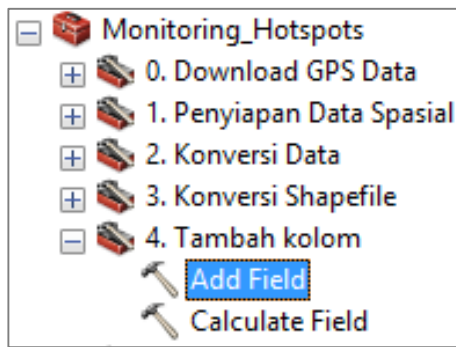 Monitoring_Hotspots
0. Download GPS Data
1. Penyiapan Data Spasial
2. Konversi Data
3. Konversi Shapefile
4. Tambah kolom
Add Field
Calculate Field